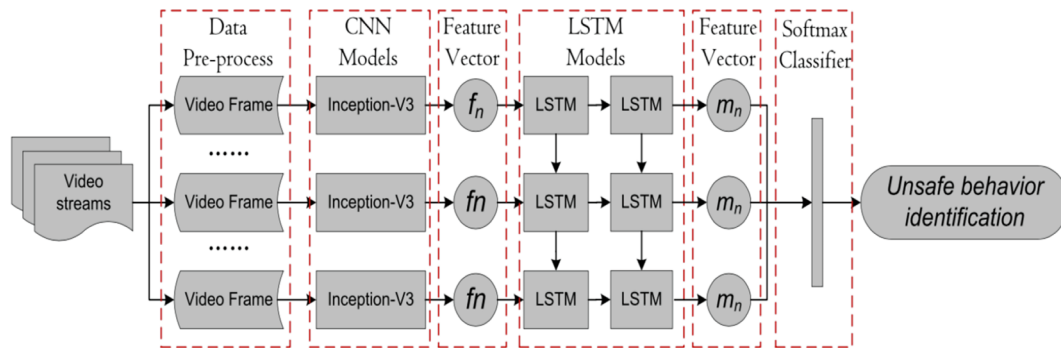 Data
Pre-process
CNN
Models
Feature
Vector
LSTM
Models
Feature
Vector
Softmax
Classifier
Video Frame
Inception-V3
fn
LSTM
LSTM
mn
......
Video
streams
Video Frame
Inception-V3
fn
LSTM
LSTM
mn
Unsafe behavior
identification
......
Video Frame
Inception-V3
fn
LSTM
LSTM
mn